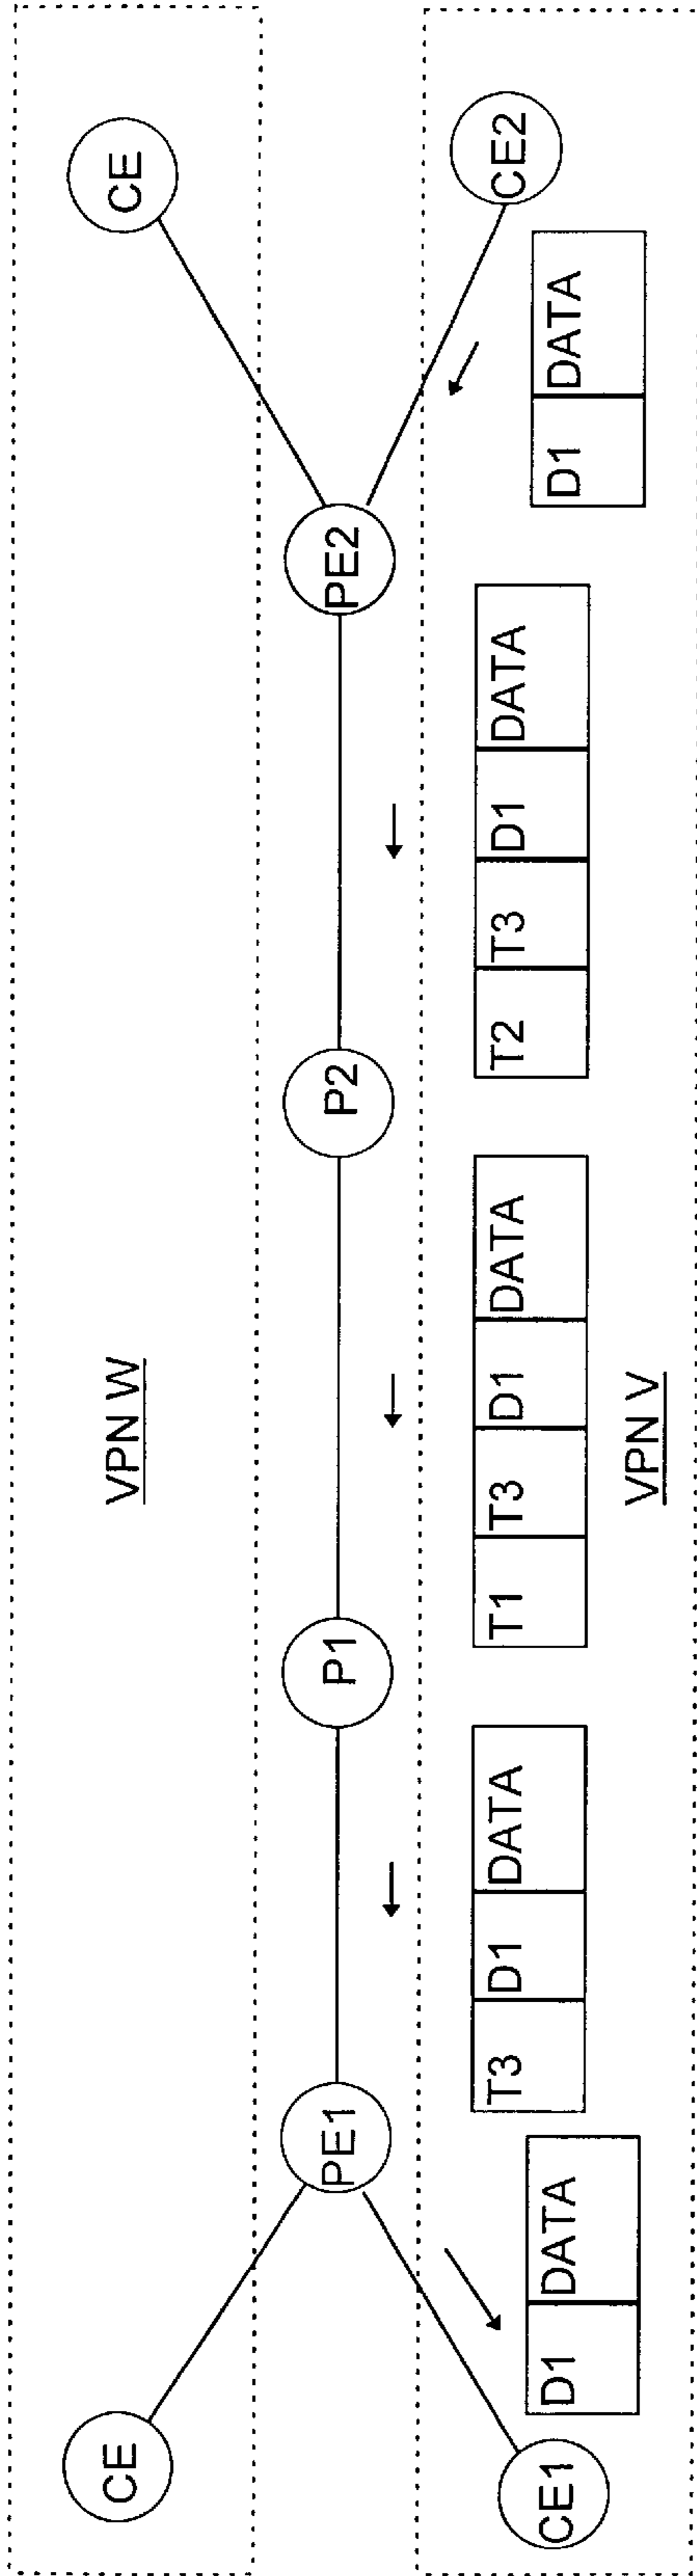 CE VPN W CE
PE1 P1 P2 PE2
T3 D1 DATA
T1 T3 D1 DATA
T2 T3 D1 DATA
CE1
D1 DATA
D1 DATA
CE2
VPN V